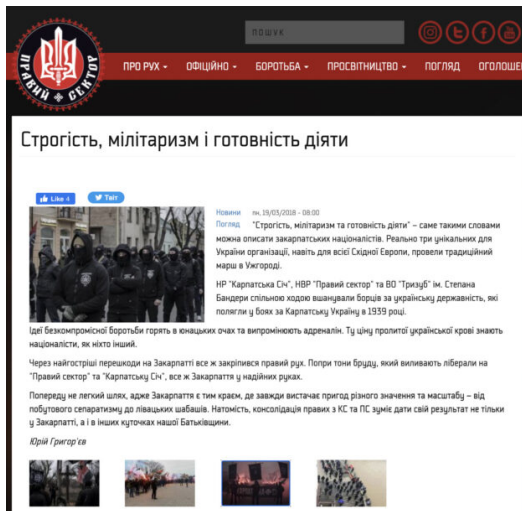 ПРАВИЙ СЕКТОР
ПОШУК
ПРО РУХ
ОФІЦІЙНО
БОРОТЬБА
ПРОСВІТНИЦТВО
ПОГЛЯД
ОГОЛОШЕ
Строгість, мілітаризм і готовність діяти
Like 4
Твіт
Новини пн, 19/03/2018 - 08:00
Погляд "Строгість, мілітаризм та готовність діяти" – саме такими словами
можна описати закарпатських націоналістів. Реально три унікальних для
України організації, навіть для всієї Східної Европи, провели традиційний
марш в Ужгороді.
НР "Карпатська Січ", НВР "Правий сектор" та ВО "Тризуб" ім. Степана
Бандери спільною ходою вшанували борців за українську державність, які
полягли у боях за Карпатську Україну в 1939 році.
Ідеї безкомпромісної боротьби горять в юнацьких очах та випромінюють адреналін. Ту ціну пролитої української крові знають
націоналісти, як ніхто інший.
Через найгостріші перешкоди на Закарпатті все ж закріпився правий рух. Попри тони бруду, який виливають ліберали на
"Правий сектор" та "Карпатську Січ", все ж Закарпаття у надійних руках.
Попереду не легкий шлях, адже Закарпаття є тим краєм, де завжди вистачає пригод різного значення та масштабу – від
побутового сепаратизму до лівацьких шабашів. Натомість, консолідація правих з КС та ПС зуміє дати свій результат не тільки
у Закарпатті, а і в інших куточках нашої Батьківщини.
Юрій Григор'єв